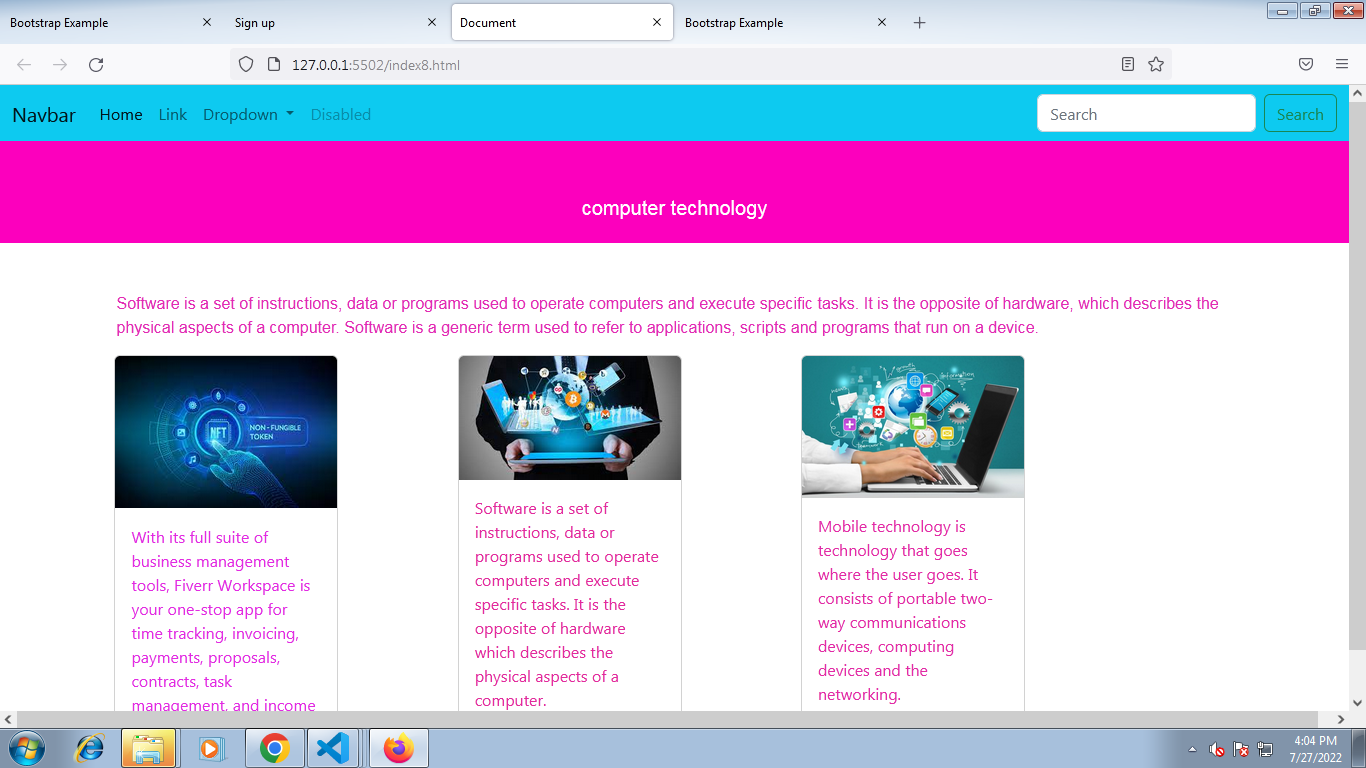 Bootstrap Example
Sign up
Document
Bootstrap Example
127.0.0.1:5502/index8.html
Navbar Home Link Dropdown Disabled Search Search
computer technology
Software is a set of instructions, data or programs used to operate computers and execute specific tasks. It is the opposite of hardware, which describes the
physical aspects of a computer. Software is a generic term used to refer to applications, scripts and programs that run on a device.
NFT
NON-FUNGIBLE
TOKEN
With its full suite of
business management
tools, Fiverr Workspace is
your one-stop app for
time tracking, invoicing,
payments, proposals,
contracts, task
management, and income
Software is a set of
instructions, data or
programs used to operate
computers and execute
specific tasks. It is the
opposite of hardware
which describes the
physical aspects of a
computer.
Mobile technology is
technology that goes
where the user goes. It
consists of portable two-
way communications
devices, computing
devices and the
networking.
4:04 PM
7/27/2022